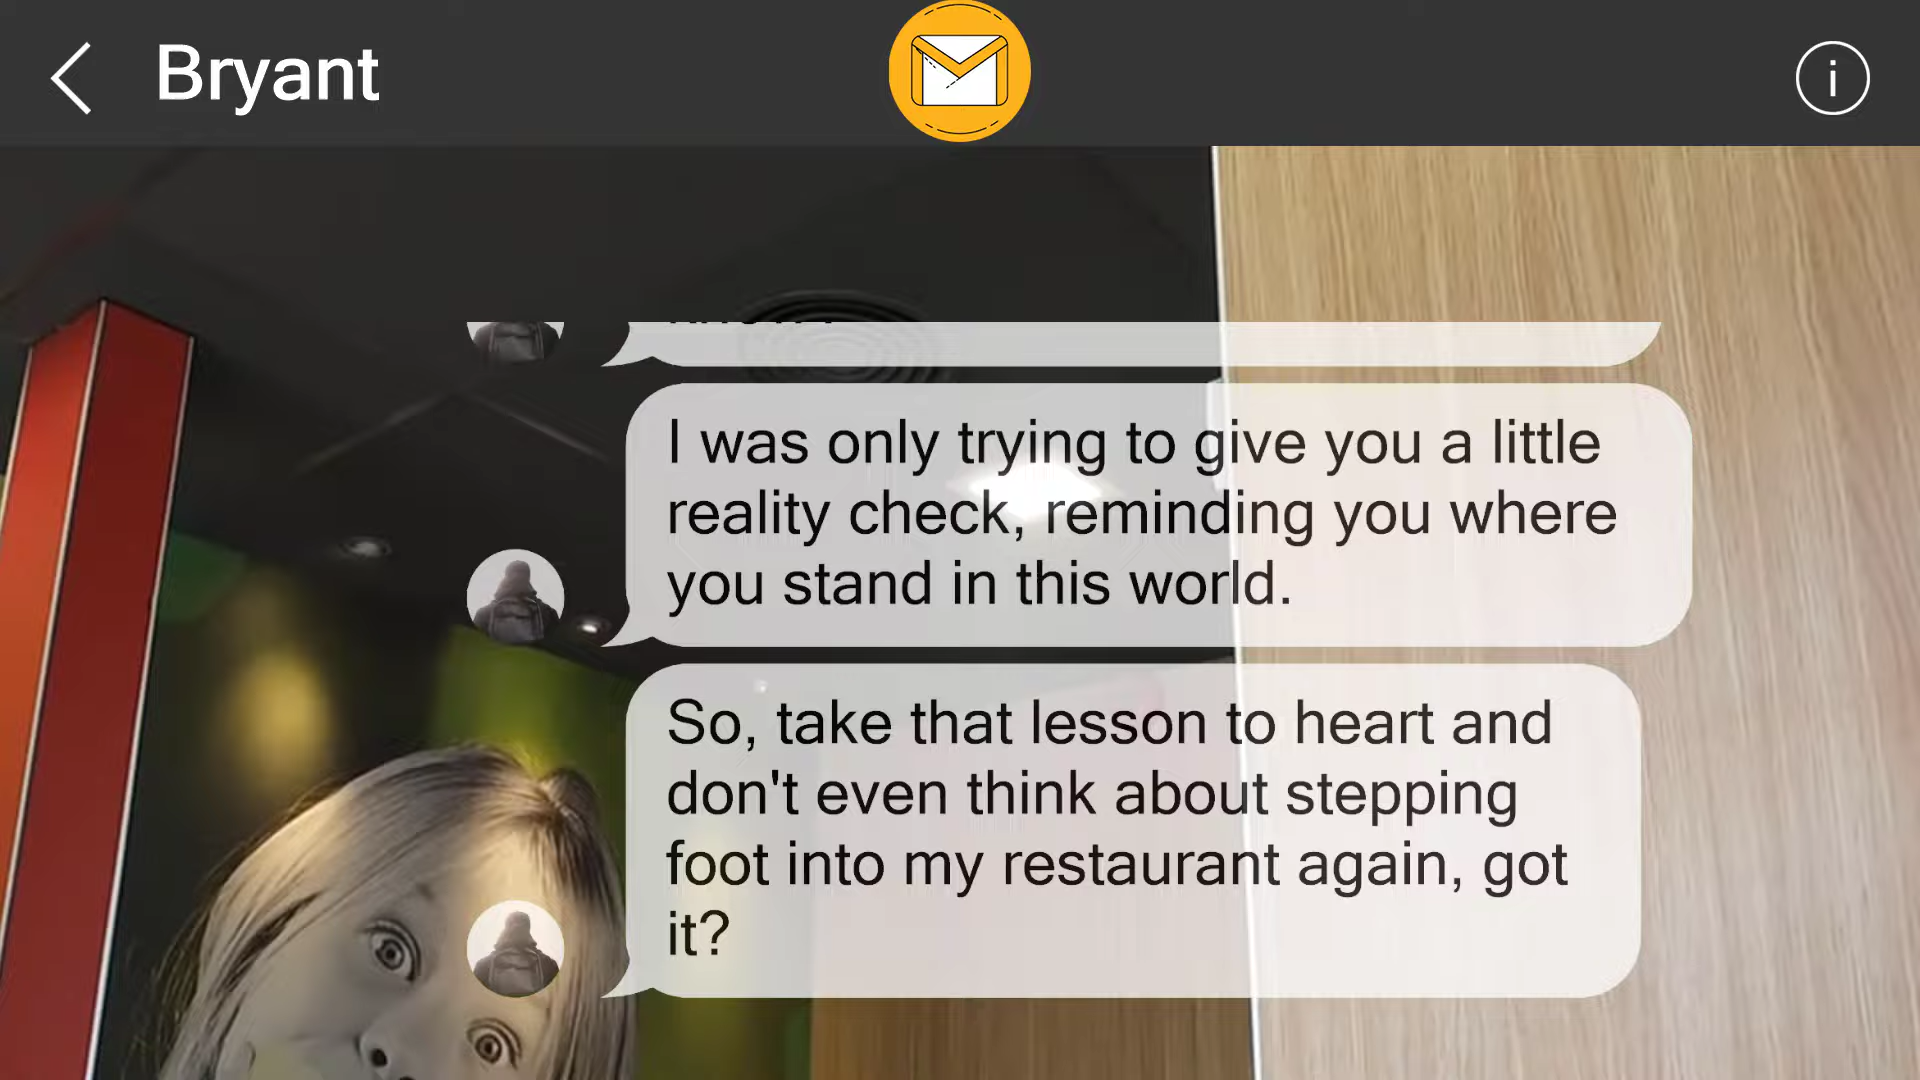 Bryant
I was only trying to give you a little
reality check, reminding you where
you stand in this world.
So, take that lesson to heart and
don't even think about stepping
foot into my restaurant again, got
it?